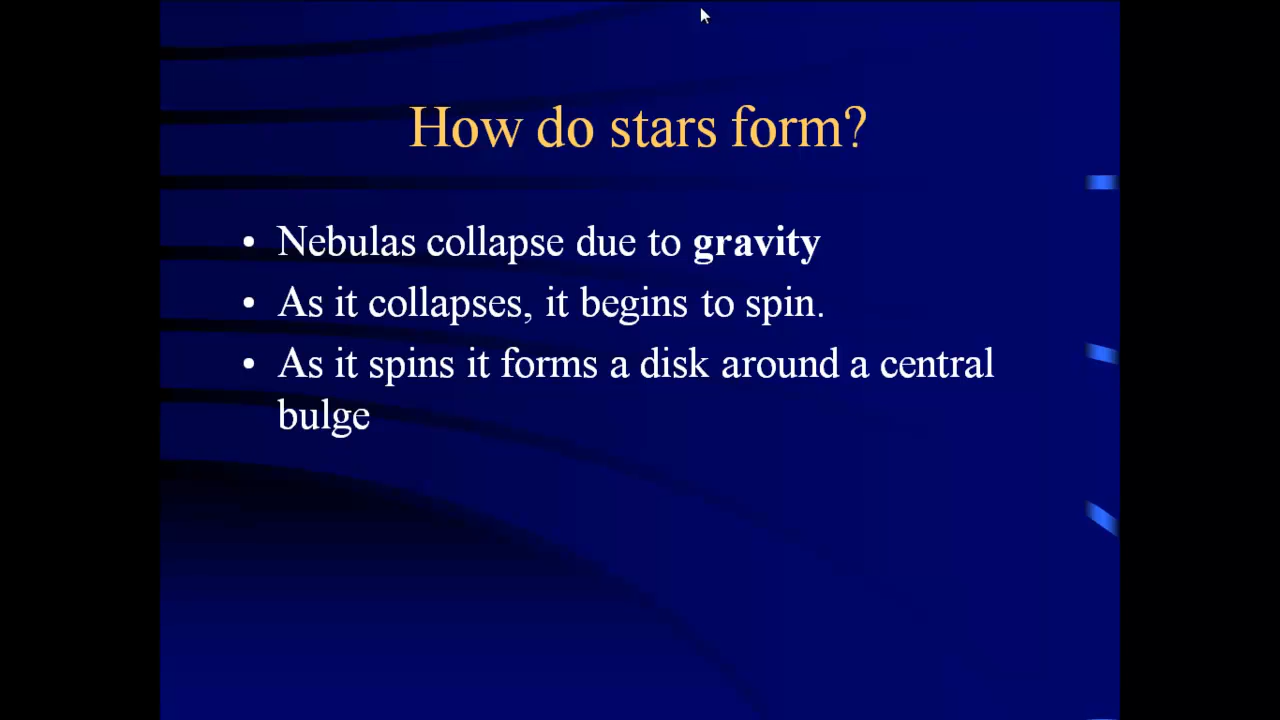 How do stars form?
• Nebulas collapse due to gravity
• As it collapses, it begins to spin.
• As it spins it forms a disk around a central
bulge